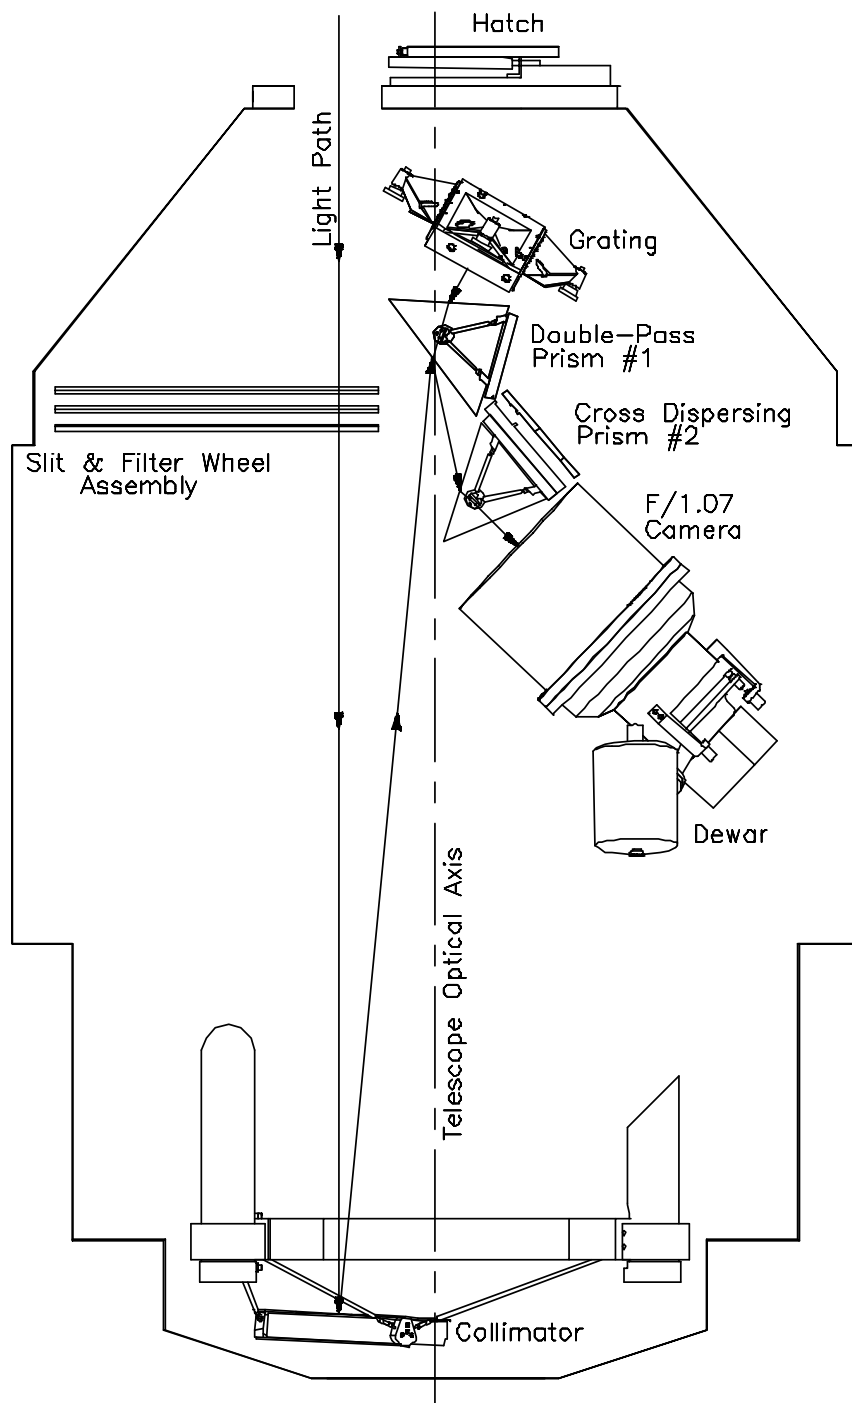 Hatch
Light Path
Grating
Double-Pass
Prism #1
Cross Dispersing
Prism #2
Slit & Filter Wheel
Assembly
F/1.07
Camera
Dewar
Telescope Optical Axis
Collimator